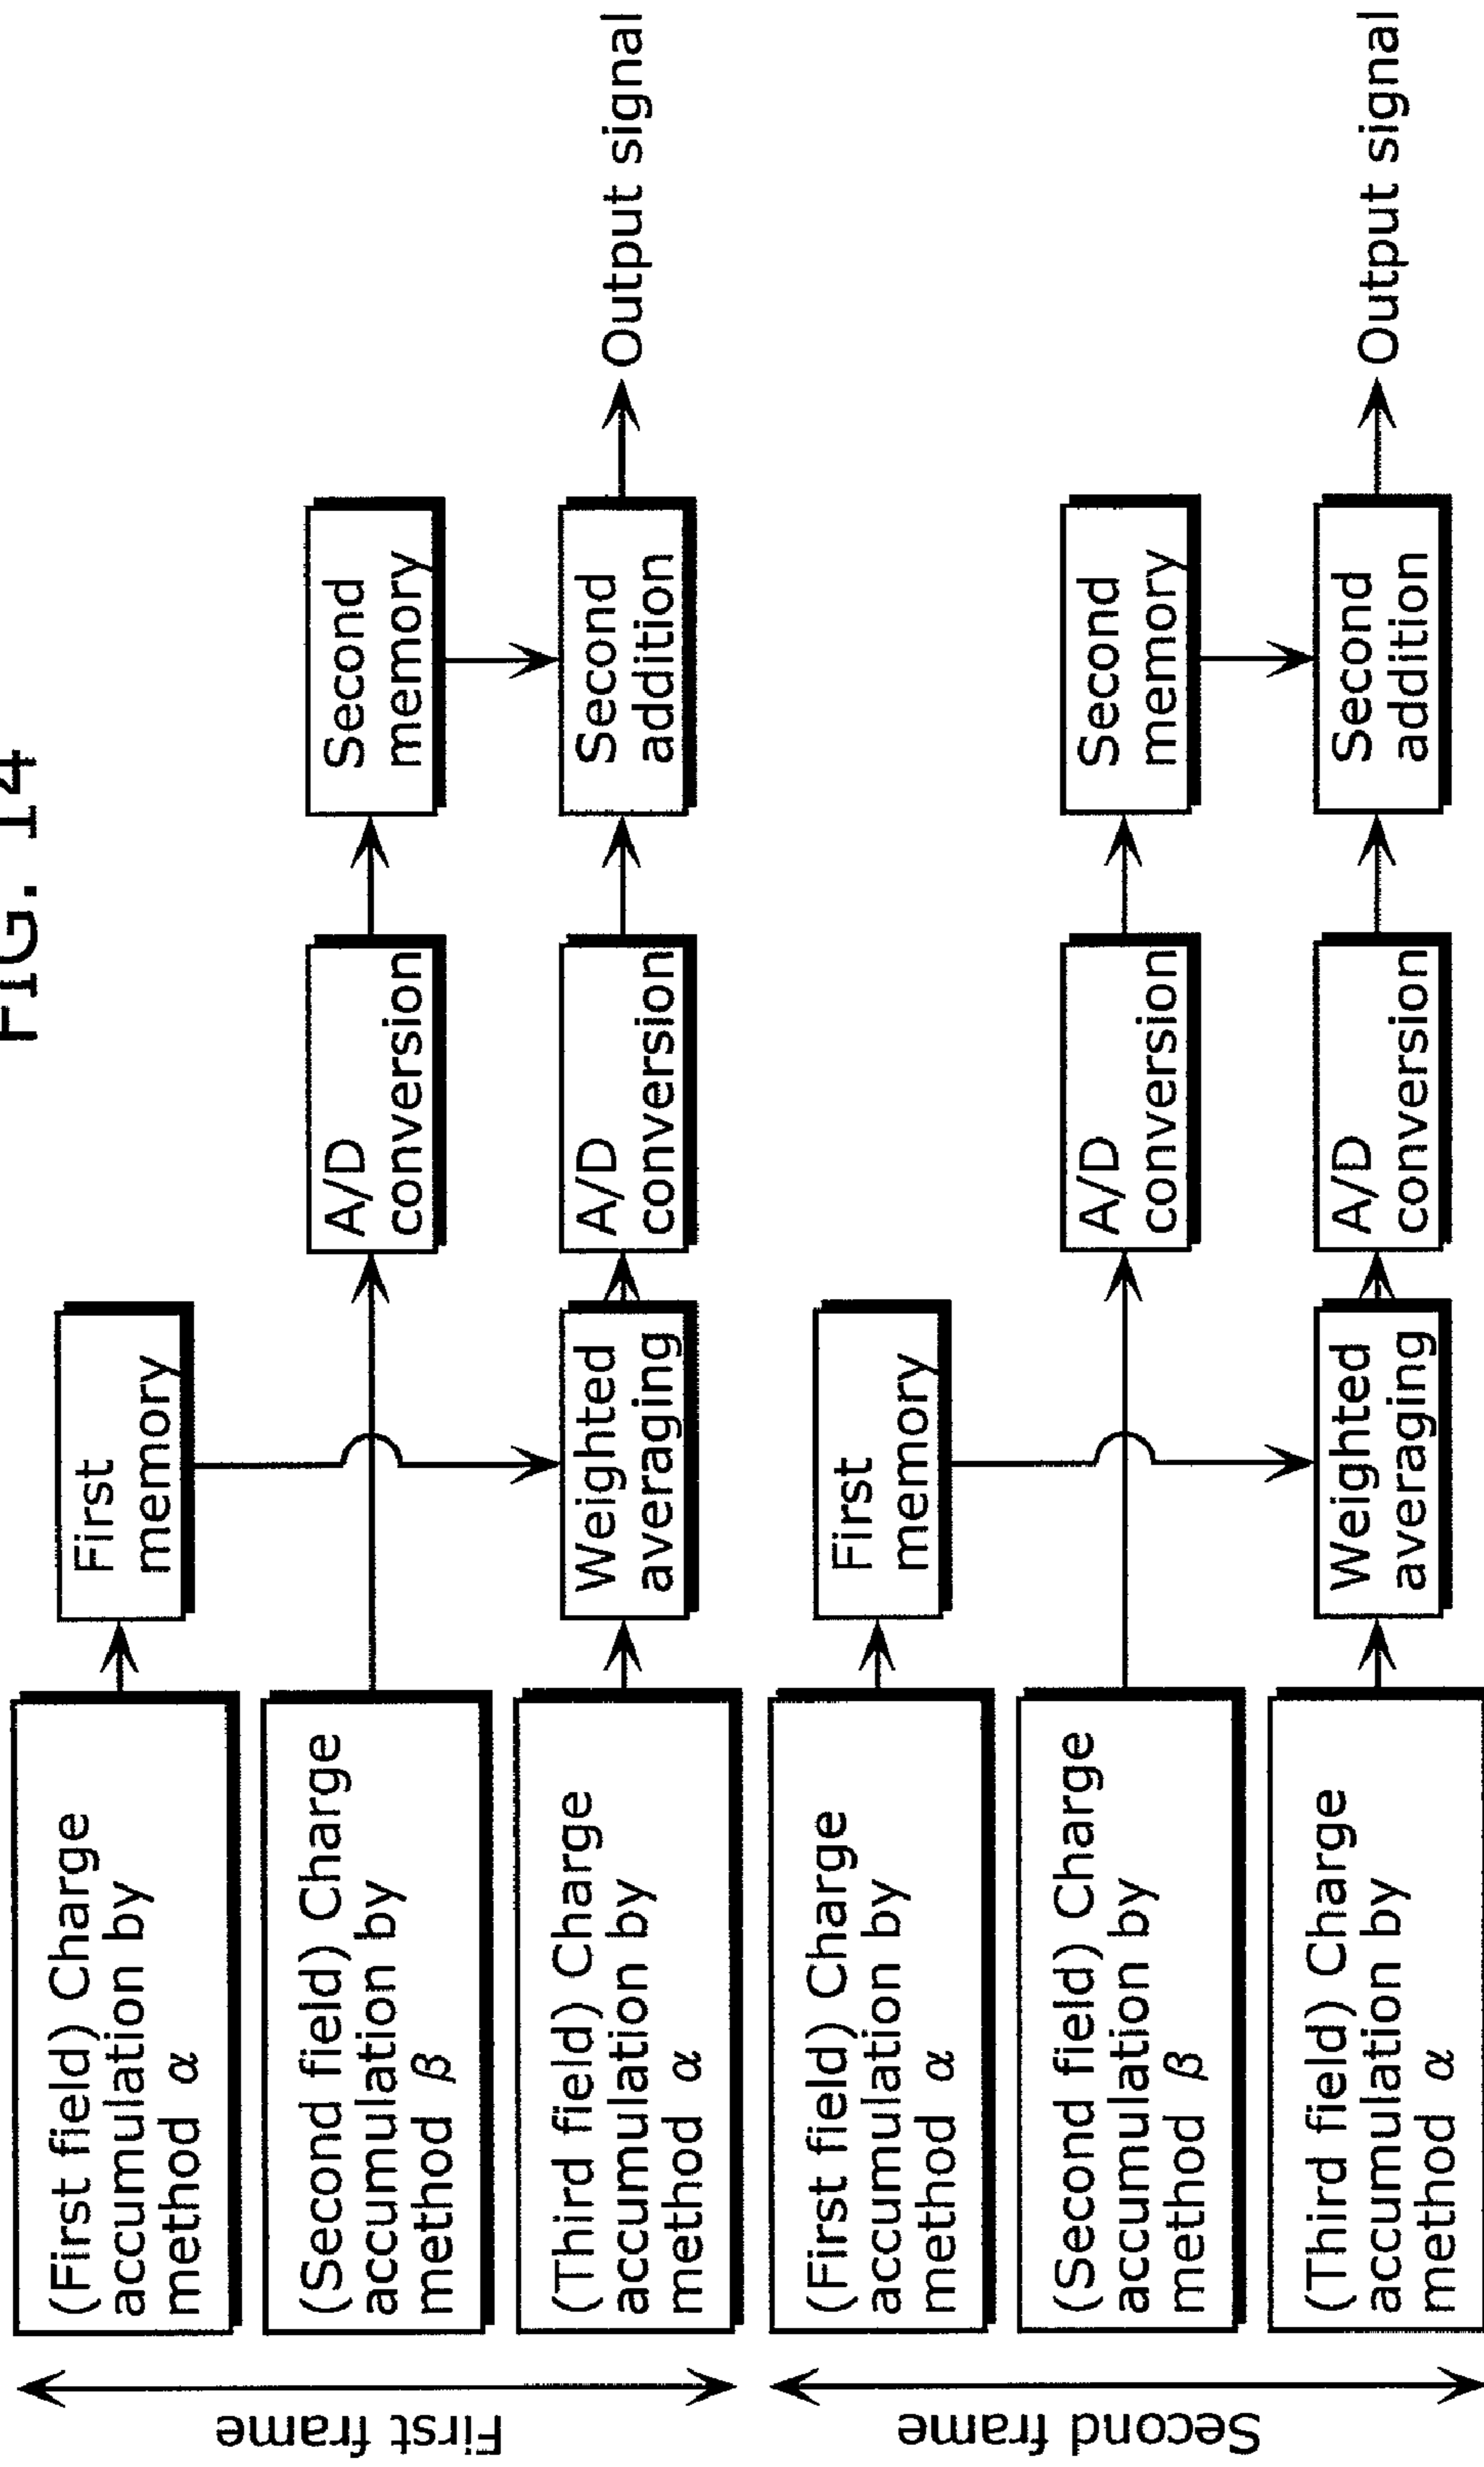 FIG. 14
First frame
(First field) Charge
accumulation by
method α
First
memory
(Second field) Charge
accumulation by
method β
A/D
conversion
Second
memory
(Third field) Charge
accumulation by
method α
Weighted
averaging
A/D
conversion
Second
addition
Output signal
Second frame
(First field) Charge
accumulation by
method α
First
memory
(Second field) Charge
accumulation by
method β
A/D
conversion
Second
memory
(Third field) Charge
accumulation by
method α
Weighted
averaging
A/D
conversion
Second
addition
Output signal